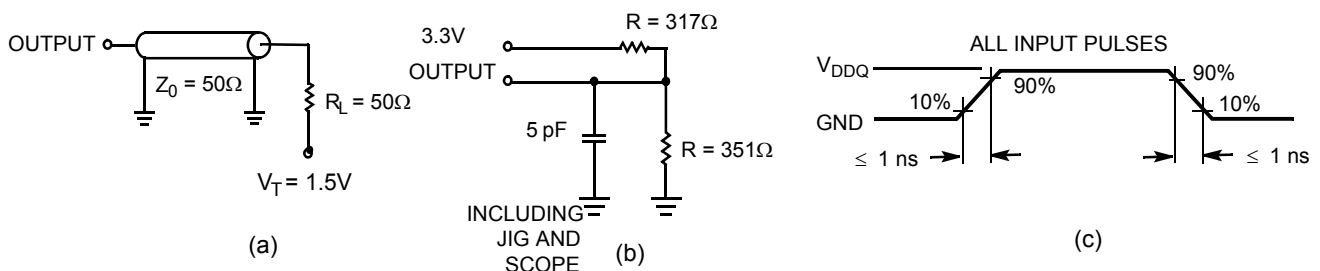 OUTPUT
Z0 = 50Ω
RL = 50Ω
VT = 1.5V
(a)
R = 317Ω
3.3V
OUTPUT
5 pF
R = 351Ω
INCLUDING
JIG AND
SCOPE
(b)
ALL INPUT PULSES
VDDQ
90%
90%
10%
10%
GND
≤ 1 ns
≤ 1 ns
(c)